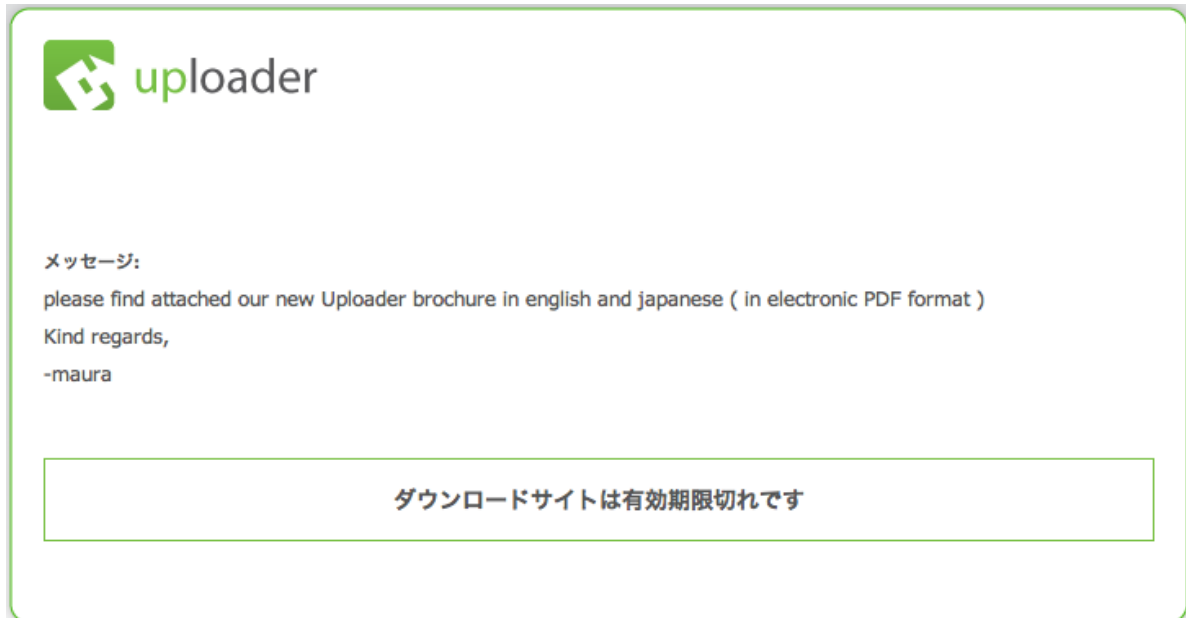 uploader
メッセージ:
please find attached our new Uploader brochure in english and japanese ( in electronic PDF format )
Kind regards,
-maura
ダウンロードサイトは有効期限切れです